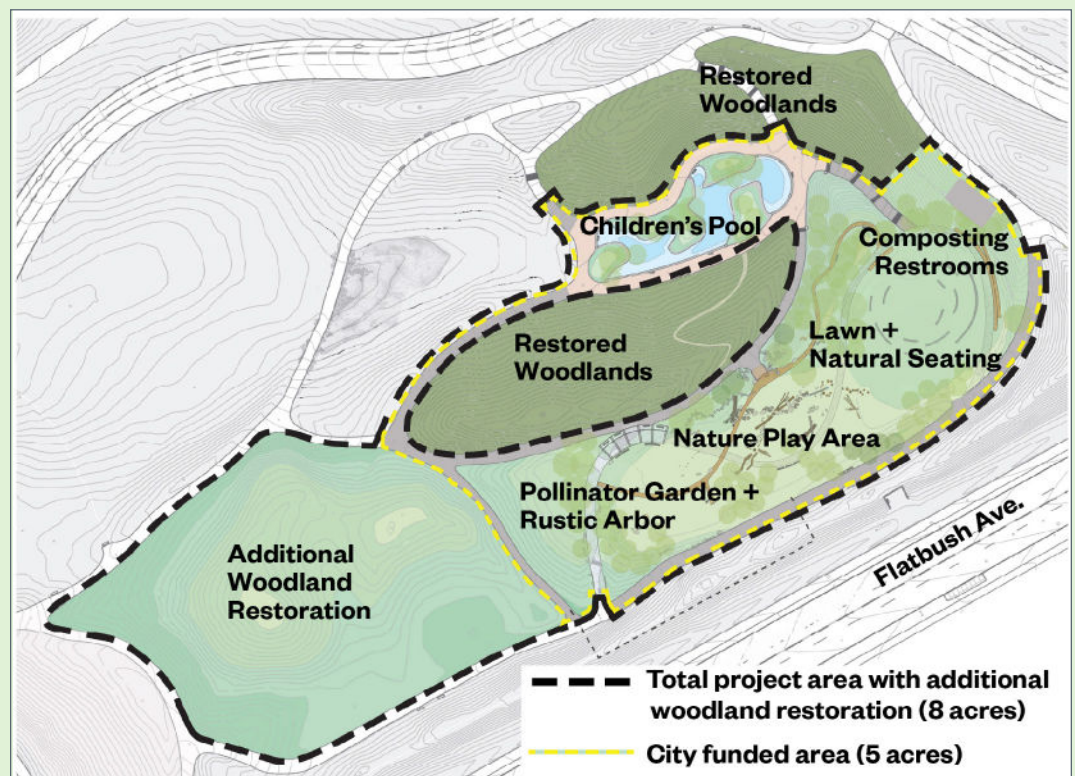 Restored
Woodlands
Children's Pool
Composting
Restrooms
Lawn +
Natural Seating
Restored
Woodlands
Nature Play Area
Pollinator Garden +
Rustic Arbor
Additional
Woodland
Restoration
Flatbush Ave.
Total project area with additional
woodland restoration (8 acres)
City funded area (5 acres)